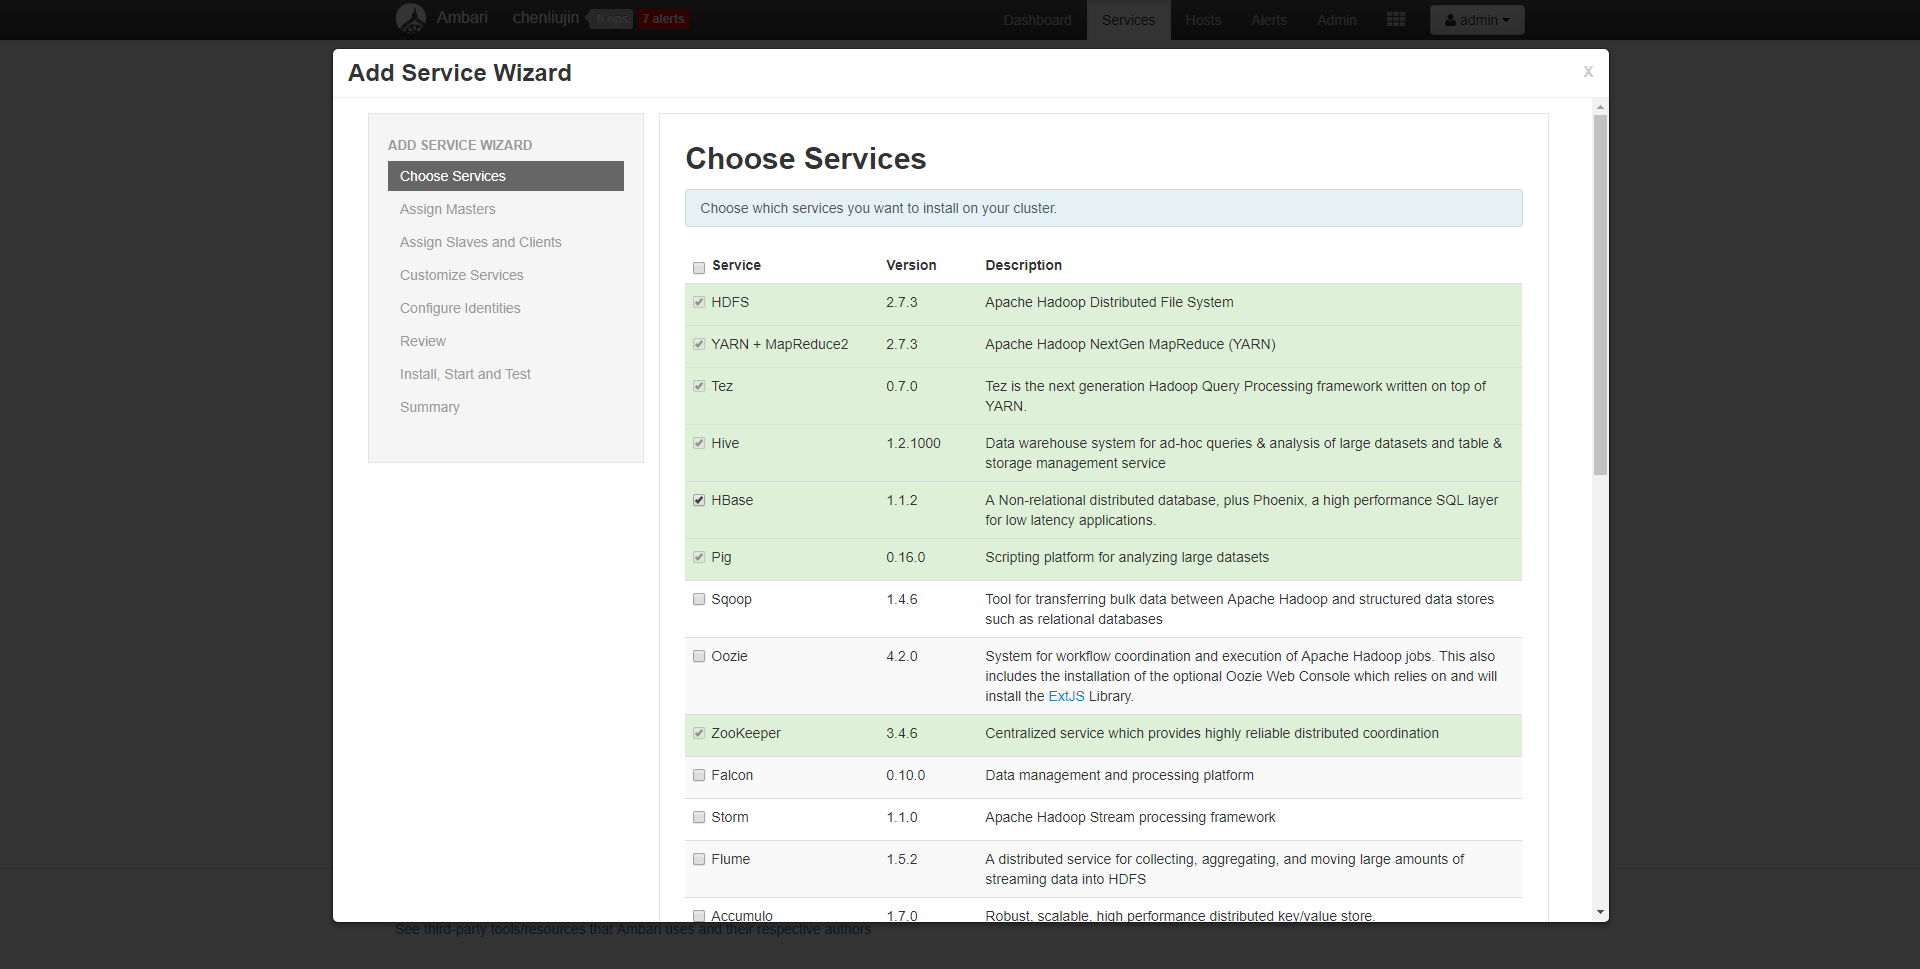 Ambari chenliujin 0 ops 7 alerts Dashboard Services Hosts Alerts Admin admin
Add Service Wizard X
ADD SERVICE WIZARD
Choose Services
Assign Masters
Assign Slaves and Clients
Customize Services
Configure Identities
Review
Install, Start and Test
Summary
Choose Services
Choose which services you want to install on your cluster.
Service Version Description
HDFS 2.7.3 Apache Hadoop Distributed File System
YARN + MapReduce2 2.7.3 Apache Hadoop NextGen MapReduce (YARN)
Tez 0.7.0 Tez is the next generation Hadoop Query Processing framework written on top of
YARN.
Hive 1.2.1000 Data warehouse system for ad-hoc queries & analysis of large datasets and table &
storage management service
HBase 1.1.2 A Non-relational distributed database, plus Phoenix, a high performance SQL layer
for low latency applications.
Pig 0.16.0 Scripting platform for analyzing large datasets
Sqoop 1.4.6 Tool for transferring bulk data between Apache Hadoop and structured data stores
such as relational databases
Oozie 4.2.0 System for workflow coordination and execution of Apache Hadoop jobs. This also
includes the installation of the optional Oozie Web Console which relies on and will
install the ExtJS Library.
ZooKeeper 3.4.6 Centralized service which provides highly reliable distributed coordination
Falcon 0.10.0 Data management and processing platform
Storm 1.1.0 Apache Hadoop Stream processing framework
Flume 1.5.2 A distributed service for collecting, aggregating, and moving large amounts of
streaming data into HDFS
Accumulo 1.7.0 Robust, scalable, high performance distributed key/value store.
See third-party tools/resources that Ambari uses and their respective authors